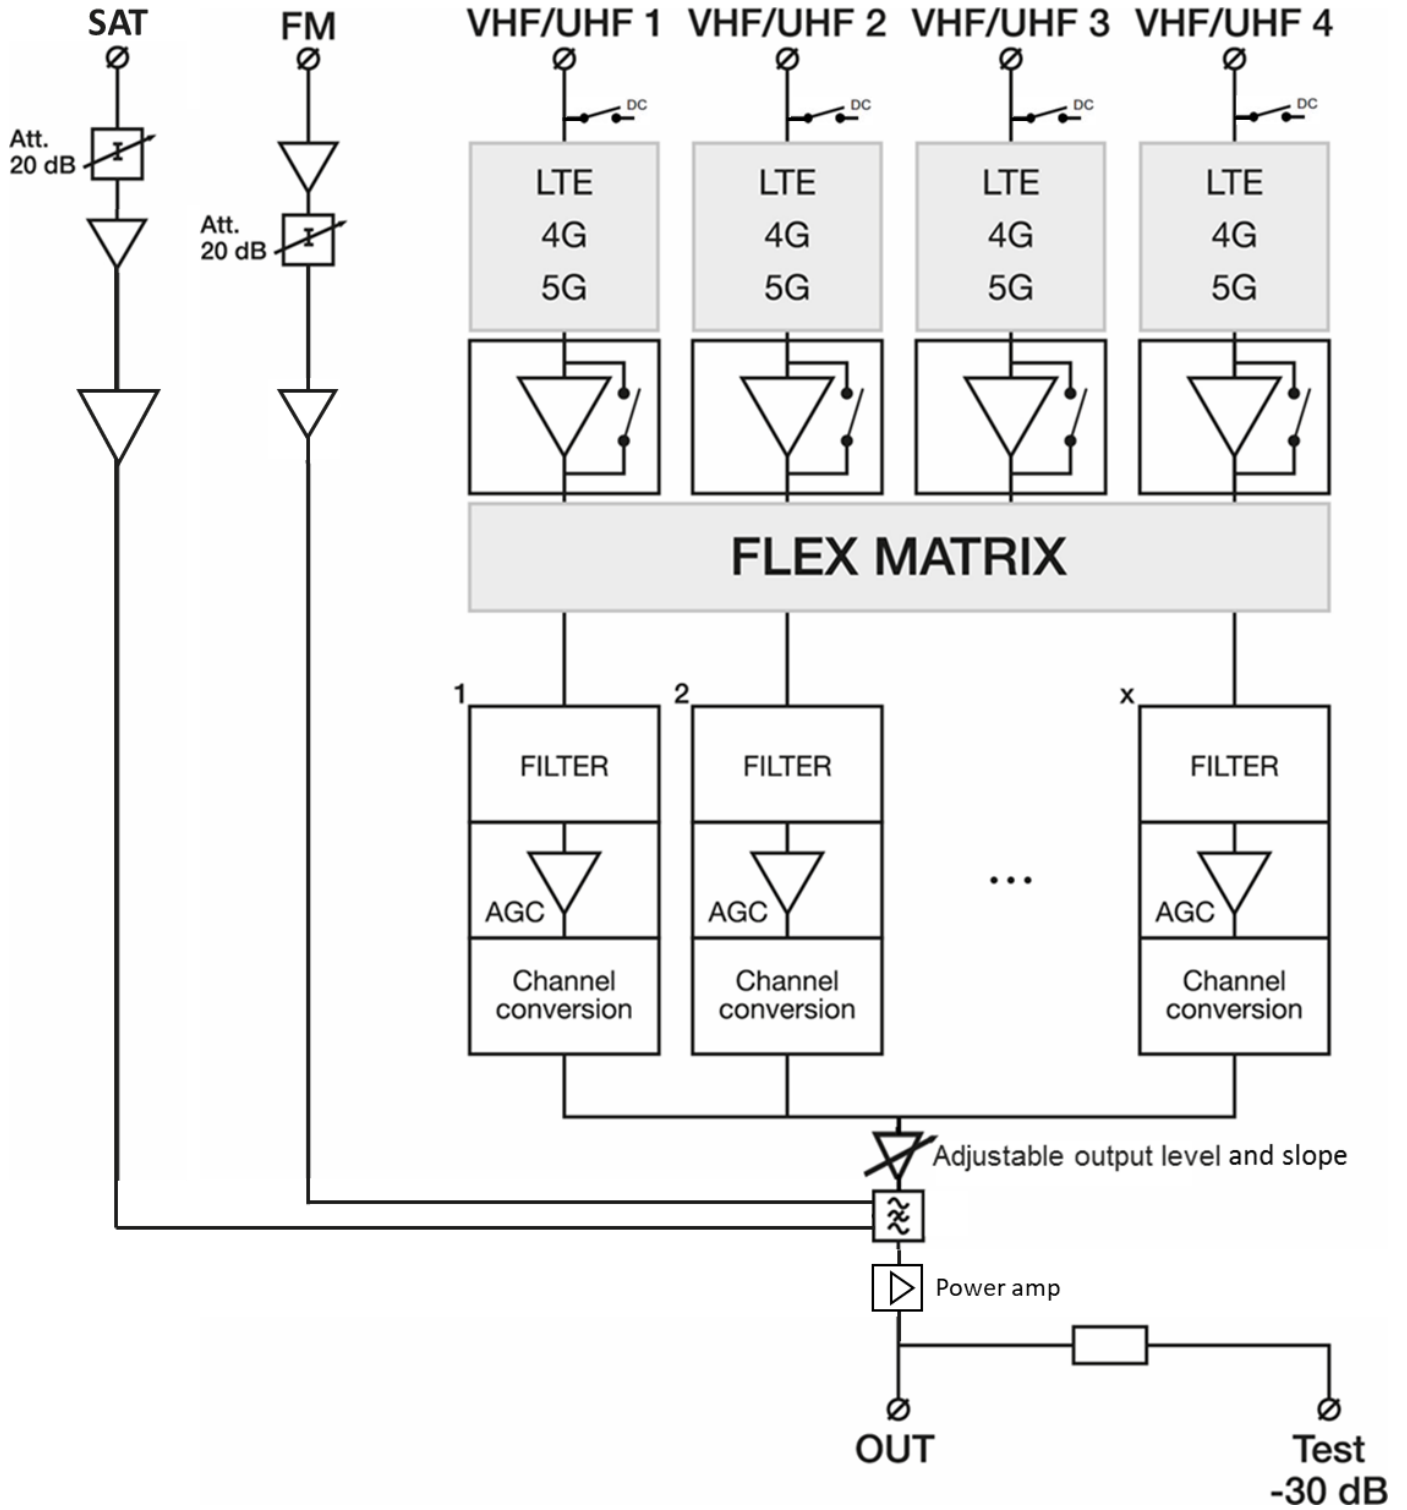 SAT
FM
VHF/UHF 1
VHF/UHF 2
VHF/UHF 3
VHF/UHF 4
DC
DC
DC
DC
Att.
20 dB
Att.
20 dB
LTE
4G
5G
LTE
4G
5G
LTE
4G
5G
LTE
4G
5G
FLEX MATRIX
1
FILTER
AGC
Channel
conversion
2
FILTER
AGC
Channel
conversion
...
x
FILTER
AGC
Channel
conversion
Adjustable output level and slope
Power amp
OUT
Test
-30 dB